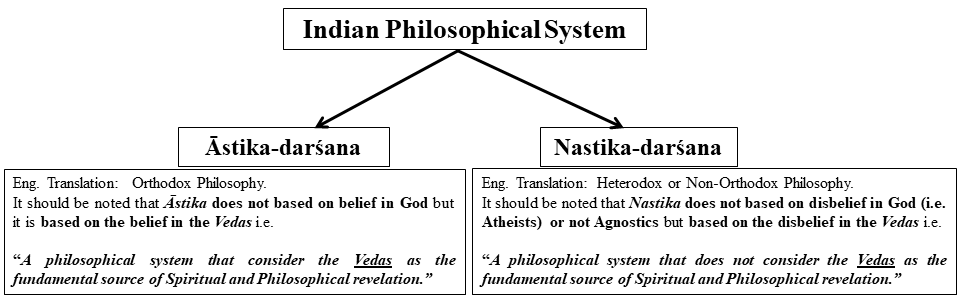 Indian Philosophical System
Āstika-darśana
Eng. Translation: Orthodox Philosophy.
It should be noted that Āstika does not based on belief in God but
it is based on the belief in the Vedas i.e.
“A philosophical system that consider the Vedas as the
fundamental source of Spiritual and Philosophical revelation.”
Nastika-darśana
Eng. Translation: Heterodox or Non-Orthodox Philosophy.
It should be noted that Nastika does not based on disbelief in God (i.e.
Atheists) or not Agnostics but based on the disbelief in the Vedas i.e.
“A philosophical system that does not consider the Vedas as the
fundamental source of Spiritual and Philosophical revelation.”